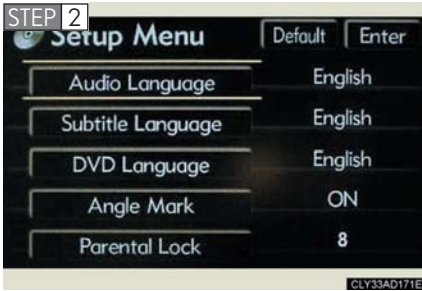 STEP 2
Setup Menu Default Enter
Audio Language English
Subtitle Language English
DVD Language English
Angle Mark ON
Parental Lock 8
CLY33AD171E